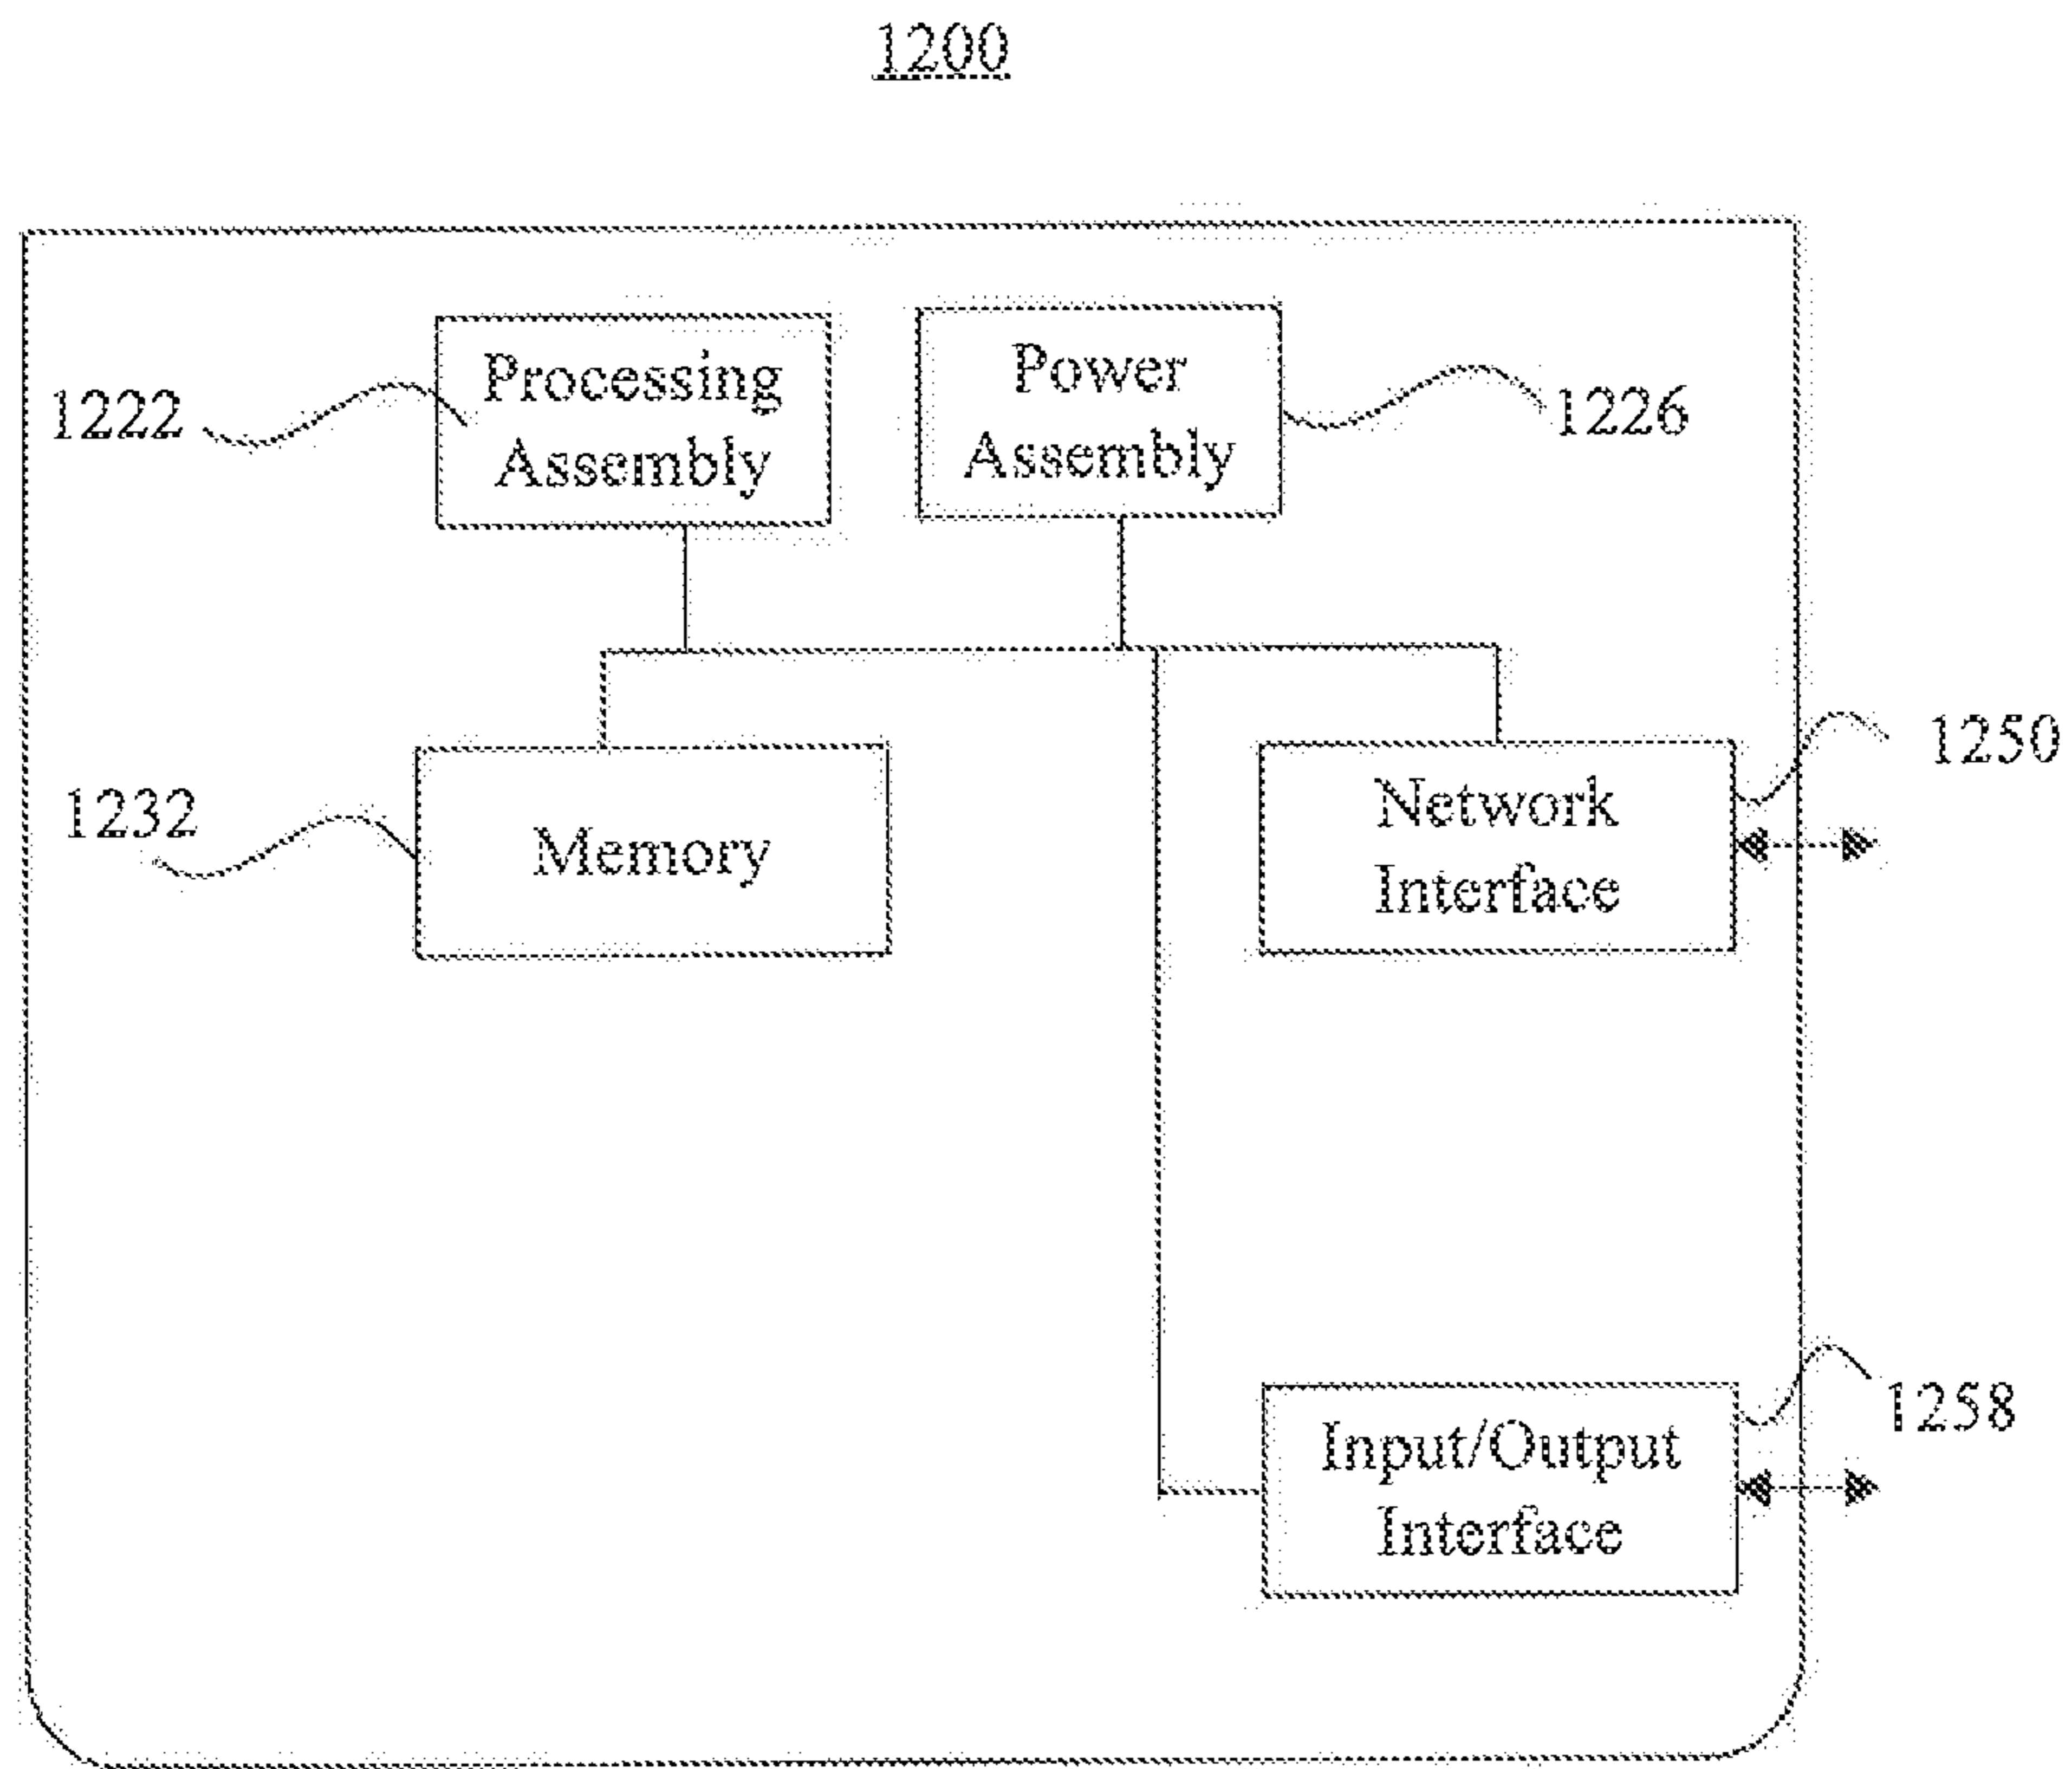 1200
1222
Processing
Assembly
Power
Assembly
1226
1232
Memory
Network
Interface
1250
Input/Output
Interface
1258